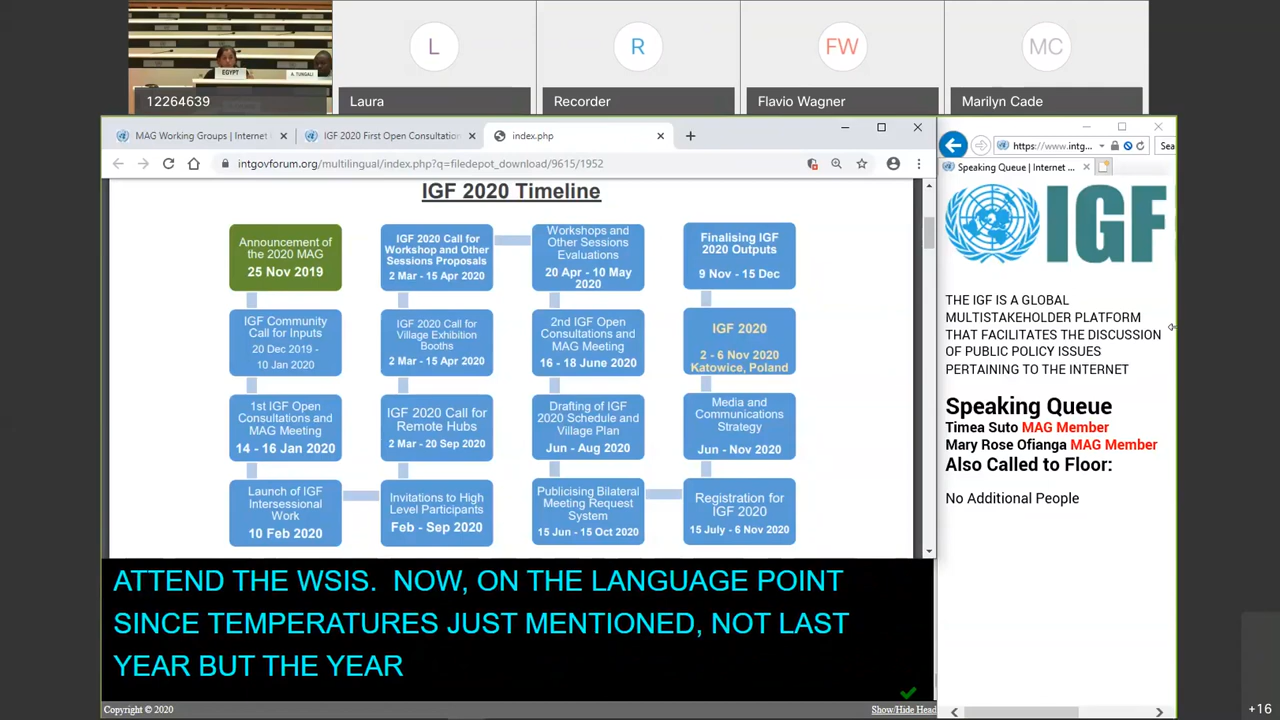 EGYPT
A. TUNGALI
12264639
L
Laura
R
Recorder
FW
Flavio Wagner
MC
Marilyn Cade
MAG Working Groups | Internet
IGF 2020 First Open Consultation
index.php
intgovforum.org/multilingual/index.php?q=filedepot_download/9615/1952
IGF 2020 Timeline
Announcement of
the 2020 MAG
25 Nov 2019
IGF Community
Call for Inputs
20 Dec 2019 -
10 Jan 2020
1st IGF Open
Consultations and
MAG Meeting
14 - 16 Jan 2020
Launch of IGF
Intersessional
Work
10 Feb 2020
IGF 2020 Call for
Workshop and Other
Sessions Proposals
2 Mar - 15 Apr 2020
IGF 2020 Call for
Village Exhibition
Booths
2 Mar - 15 Apr 2020
IGF 2020 Call for
Remote Hubs
2 Mar - 20 Sep 2020
Invitations to High
Level Participants
Feb - Sep 2020
Workshops and
Other Sessions
Evaluations
20 Apr - 10 May
2020
2nd IGF Open
Consultations and
MAG Meeting
16 - 18 June 2020
Drafting of IGF
2020 Schedule and
Village Plan
Jun - Aug 2020
Publicising Bilateral
Meeting Request
System
15 Jun - 15 Oct 2020
Finalising IGF
2020 Outputs
9 Nov - 15 Dec
IGF 2020
2 - 6 Nov 2020
Katowice, Poland
Media and
Communications
Strategy
Jun - Nov 2020
Registration for
IGF 2020
15 July - 6 Nov 2020
https://www.intg...
Sea
Speaking Queue | Internet ...
IGF
THE IGF IS A GLOBAL
MULTISTAKEHOLDER PLATFORM
THAT FACILITATES THE DISCUSSION
OF PUBLIC POLICY ISSUES
PERTAINING TO THE INTERNET
Speaking Queue
Timea Suto MAG Member
Mary Rose Ofianga MAG Member
Also Called to Floor:
No Additional People
ATTEND THE WSIS.  NOW, ON THE LANGUAGE POINT
SINCE TEMPERATURES JUST MENTIONED, NOT LAST
YEAR BUT THE YEAR
Copyright © 2020
Show/Hide Head
+16